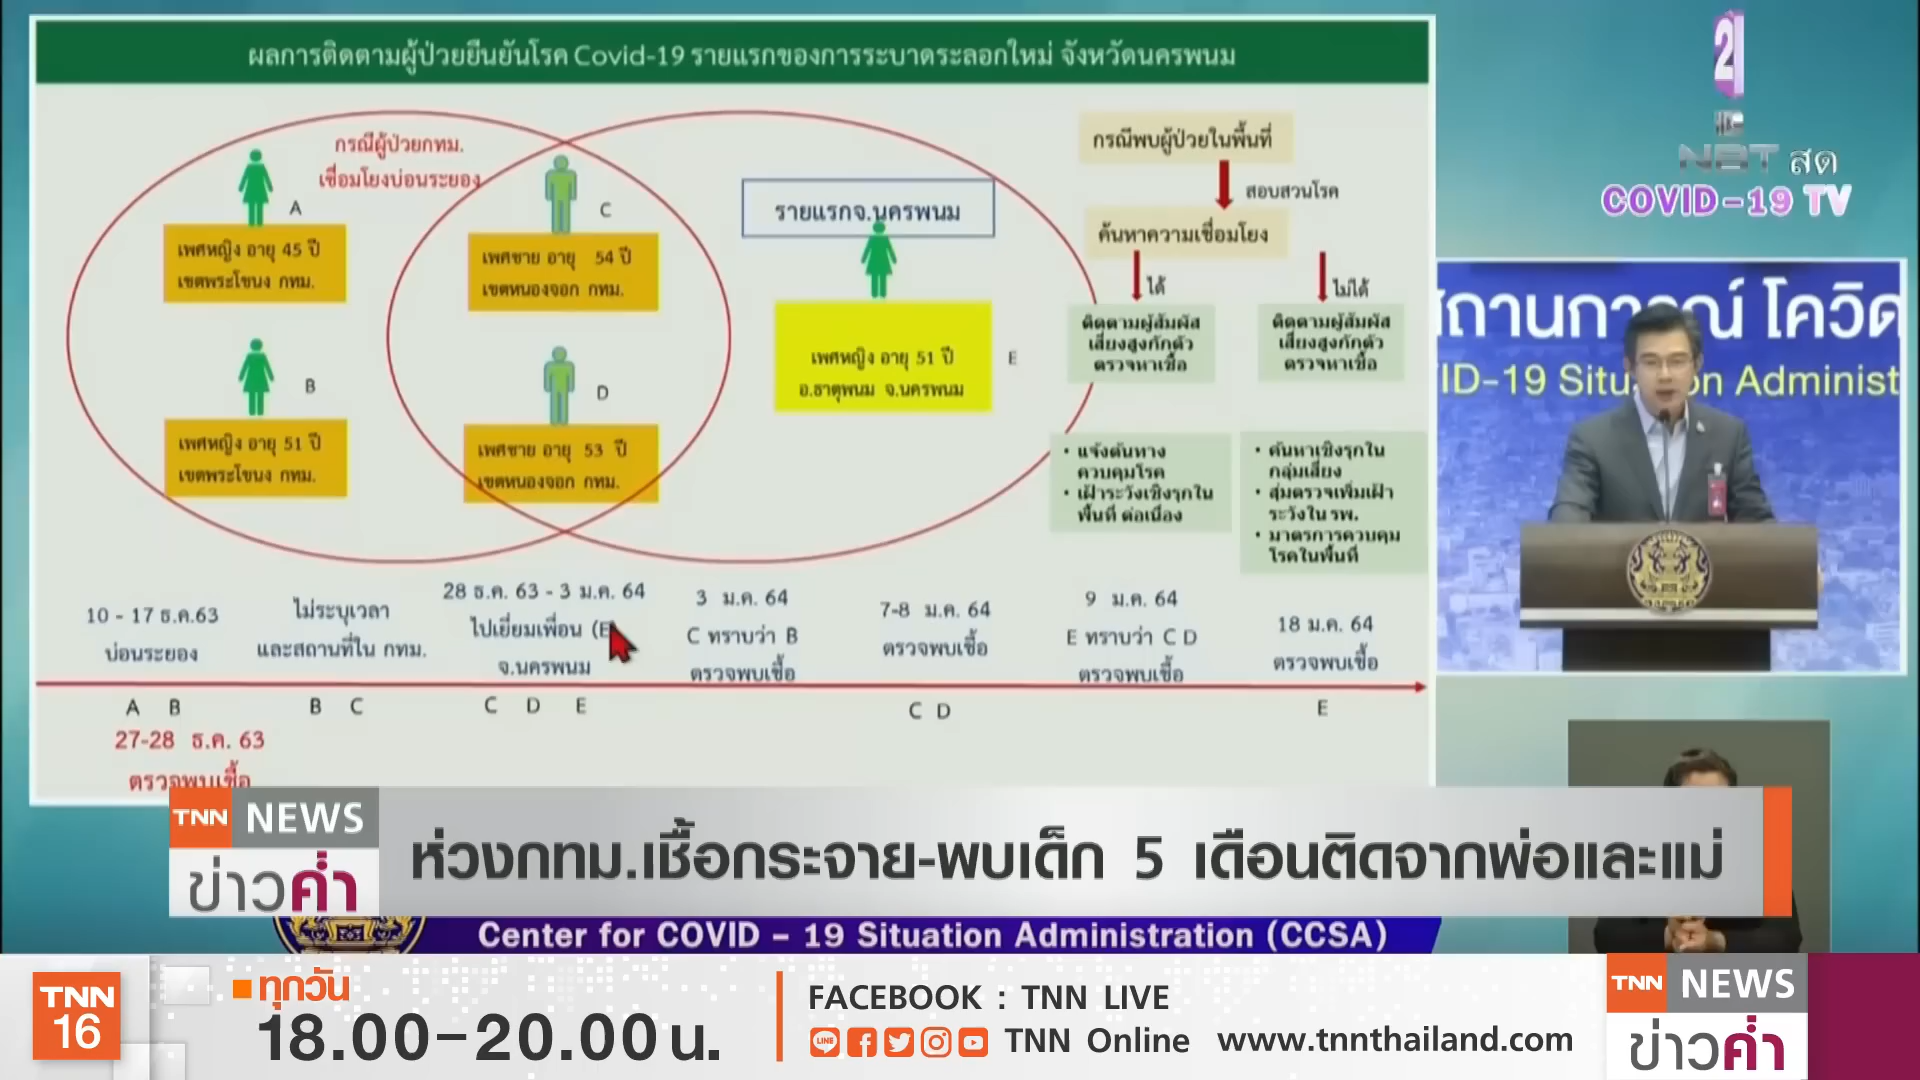 ผลการติดตามผู้ป่วยยืนยันโรค Covid-19 รายแรกของการระบาดระลอกใหม่ จังหวัดนครพนม
กรณีผู้ป่วยกทม.
เชื่อมโยงบ่อนระยอง
A
เพศหญิง อายุ 45 ปี
เขตพระโขนง กทม.
B
เพศหญิง อายุ 51 ปี
เขตพระโขนง กทม.
C
เพศชาย อายุ 54 ปี
เขตหนองจอก กทม.
D
เพศชาย อายุ 53 ปี
เขตหนองจอก กทม.
รายแรกจ.นครพนม
เพศหญิง อายุ 51 ปี
อ.ธาตุพนม จ.นครพนม
E
กรณีพบผู้ป่วยในพื้นที่
สอบสวนโรค
ค้นหาความเชื่อมโยง
ได้
ไม่ได้
ติดตามผู้สัมผัส
เสี่ยงสูงกักตัว
ตรวจหาเชื้อ
ติดตามผู้สัมผัส
เสี่ยงสูงกักตัว
ตรวจหาเชื้อ
• แจ้งต้นทาง
ควบคุมโรค
• เฝ้าระวังเชิงรุกใน
พื้นที่ ต่อเนื่อง
• ค้นหาเชิงรุกใน
กลุ่มเสี่ยง
• สุ่มตรวจเพิ่มเฝ้า
ระวังใน รพ.
• มาตรการควบคุม
โรคในพื้นที่
10 - 17 ธ.ค.63
บ่อนระยอง
ไม่ระบุเวลา
และสถานที่ใน กทม.
28 ธ.ค. 63 - 3 ม.ค. 64
ไปเยี่ยมเพื่อน (E
จ.นครพนม
3 ม.ค. 64
C ทราบว่า B
ตรวจพบเชื้อ
7-8 ม.ค. 64
ตรวจพบเชื้อ
9 ม.ค. 64
E ทราบว่า C D
ตรวจพบเชื้อ
18 ม.ค. 64
ตรวจพบเชื้อ
A B
B C
C D E
C D
E
27-28 ธ.ค. 63
ตรวจพบเชื้อ
2
NBT สด
COVID-19 TV
สถานการณ์ โควิด
VID-19 Situation Administ
TNN NEWS
ข่าวค่ำ
ห่วงกทม.เชื้อกระจาย-พบเด็ก 5 เดือนติดจากพ่อและแม่
Center for COVID – 19 Situation Administration (CCSA)
TNN
16
ทุกวัน
18.00-20.00 น.
FACEBOOK : TNN LIVE
LINE
TNN Online www.tnnthailand.com
TNN NEWS
ข่าวค่ำ